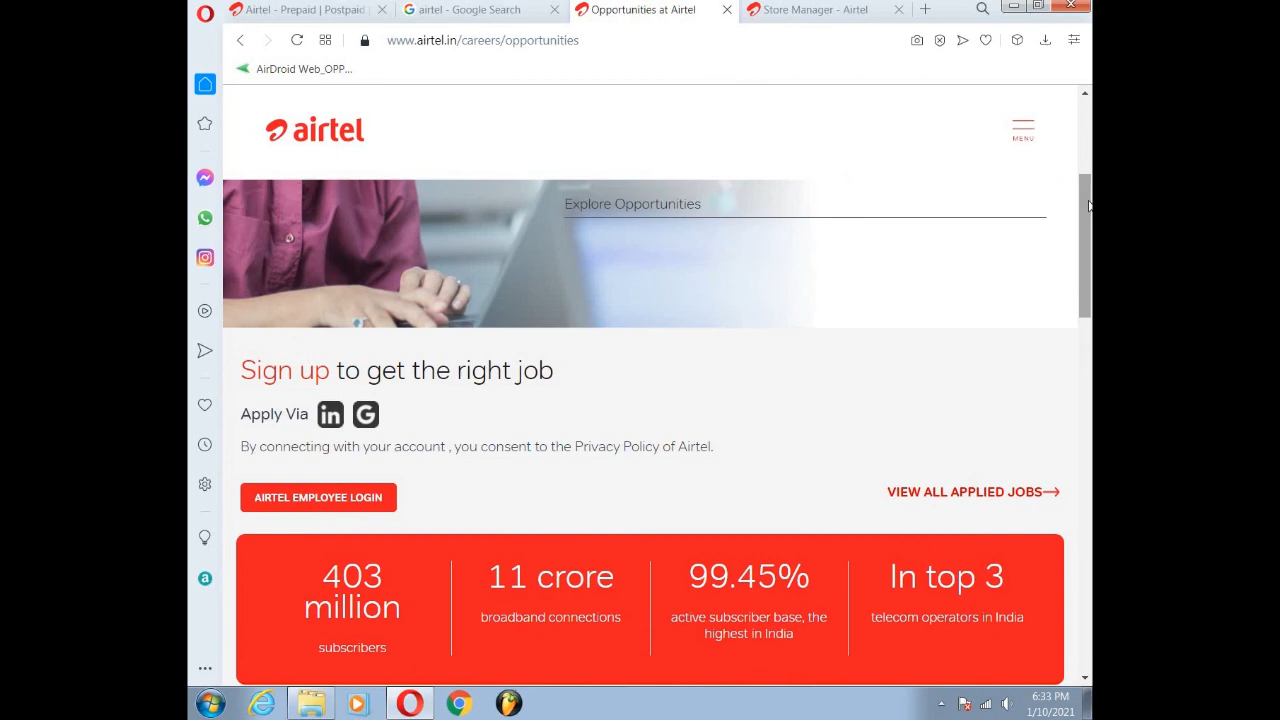 Airtel - Prepaid | Postpaid
airtel - Google Search
Opportunities at Airtel
Store Manager - Airtel
www.airtel.in/careers/opportunities
AirDroid Web_OPP...
airtel
MENU
Explore Opportunities
Sign up to get the right job
Apply Via in G
By connecting with your account , you consent to the Privacy Policy of Airtel.
AIRTEL EMPLOYEE LOGIN
VIEW ALL APPLIED JOBS
403
million
subscribers
11 crore
broadband connections
99.45%
active subscriber base, the
highest in India
In top 3
telecom operators in India
6:33 PM
1/10/2021